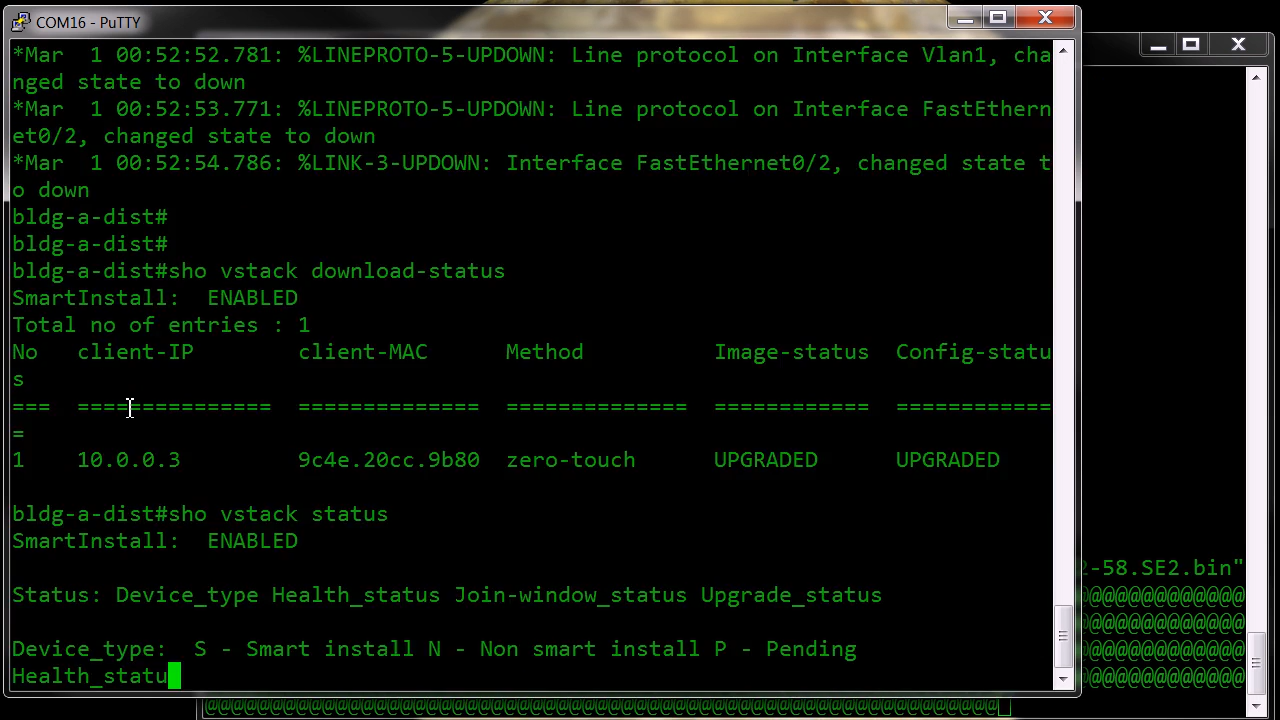 COM16 - PuTTY
*Mar  1 00:52:52.781: %LINEPROTO-5-UPDOWN: Line protocol on Interface Vlan1, cha
nged state to down
*Mar  1 00:52:53.771: %LINEPROTO-5-UPDOWN: Line protocol on Interface FastEthern
et0/2, changed state to down
*Mar  1 00:52:54.786: %LINK-3-UPDOWN: Interface FastEthernet0/2, changed state t
o down
bldg-a-dist#
bldg-a-dist#
bldg-a-dist#sho vstack download-status
SmartInstall:  ENABLED
Total no of entries : 1
No   client-IP        client-MAC      Method          Image-status  Config-statu
s
===  ===============  ==============  ==============  ============  ============
=
1    10.0.0.3         9c4e.20cc.9b80  zero-touch      UPGRADED      UPGRADED
bldg-a-dist#sho vstack status
SmartInstall:  ENABLED
Status: Device_type Health_status Join-window_status Upgrade_status
Device_type:  S - Smart install N - Non smart install P - Pending
Health_statu
2-58.SE2.bin"
@@@@@@@@@@@@
@@@@@@@@@@@@
@@@@@@@@@@@@
@@@@@@@@@@@@
@@@@@@@@@@@@@@@@@@@@@@@@@@@@@@@@@@@@@@@@@@@@@@@@@@@@@@@@@@@@@